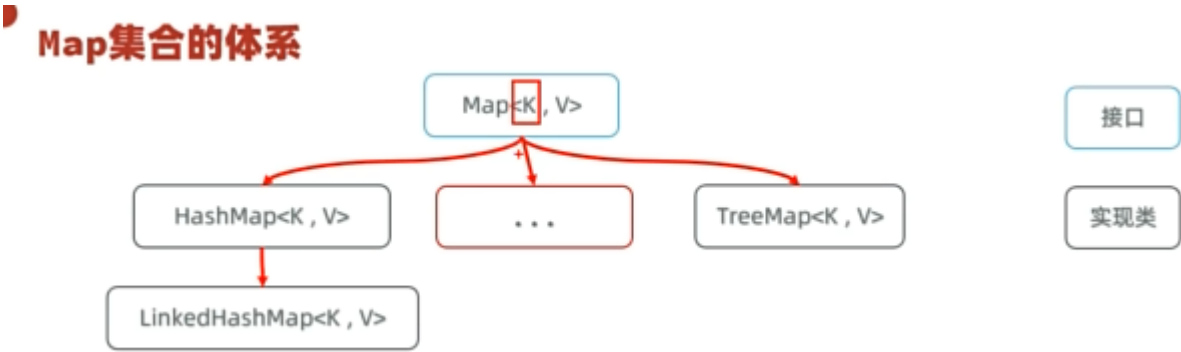 Map集合的体系
Map<K , V>
接口
HashMap<K , V>
...
TreeMap<K , V>
实现类
LinkedHashMap<K , V>